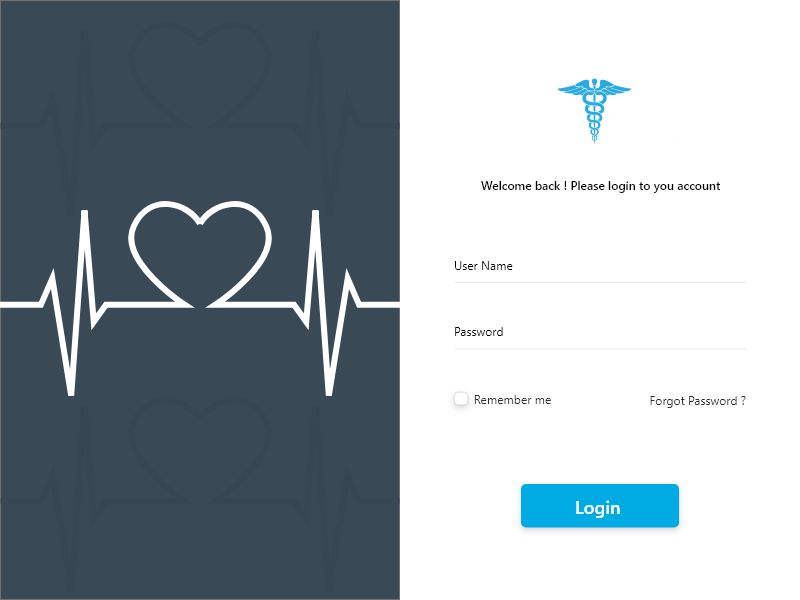 Welcome back ! Please login to you account
User Name
Password
Remember me
Forgot Password ?
Login